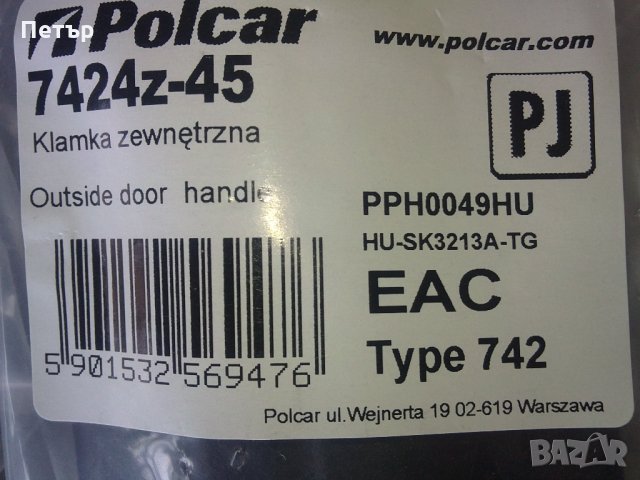 Петър
Polcar
www.polcar.com
7424z-45
PJ
Klamka zewnętrzna
Outside door handle
PPH0049HU
HU-SK3213A-TG
EAC
Type 742
5 901532 569476
Polcar ul.Wejnerta 19 02-619 Warszawa
BAZAR